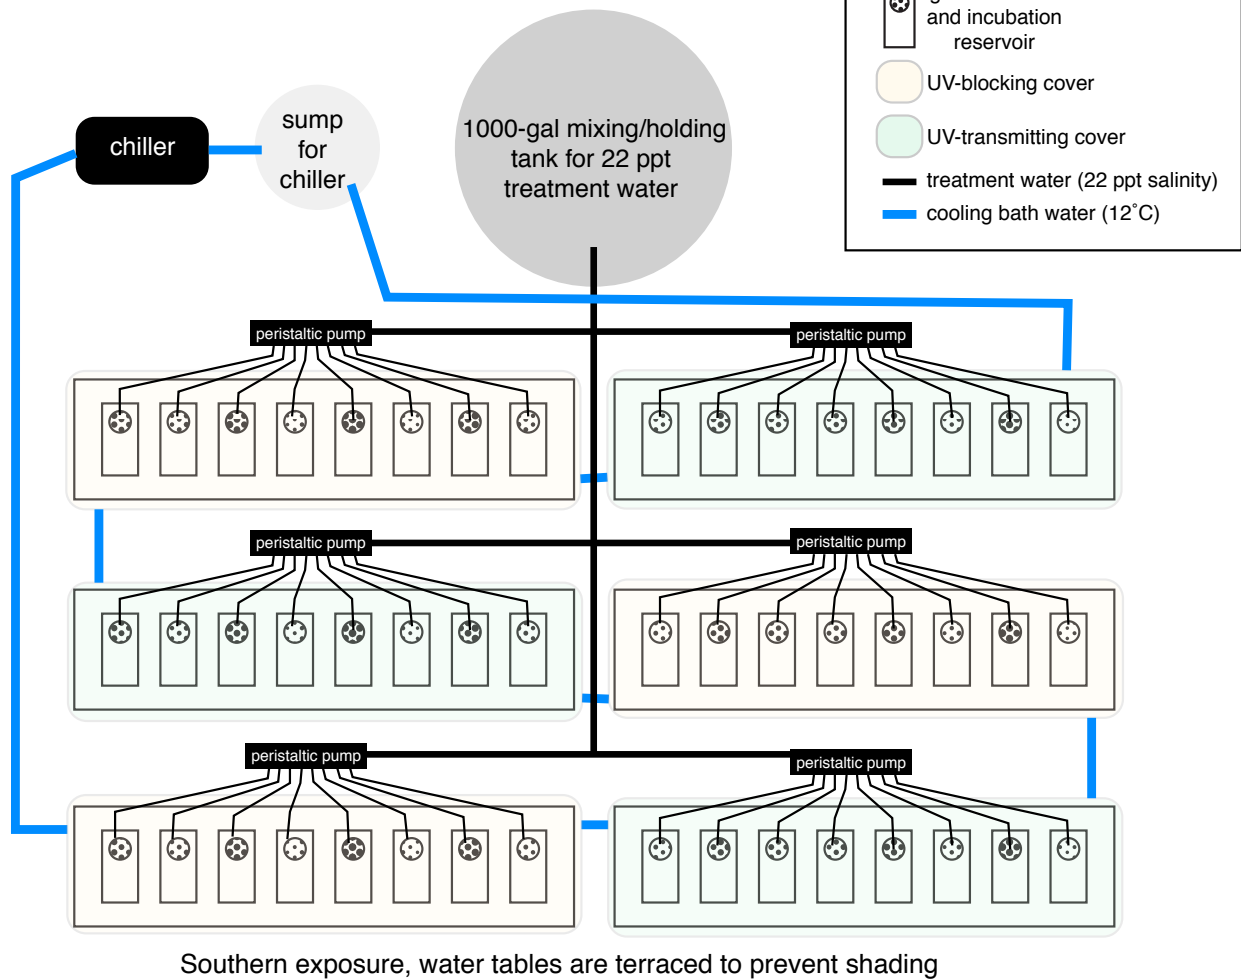 and incubation
reservoir
UV-blocking cover
UV-transmitting cover
treatment water (22 ppt salinity)
cooling bath water (12˚C)
chiller
sump
for
chiller
1000-gal mixing/holding
tank for 22 ppt
treatment water
peristaltic pump
peristaltic pump
peristaltic pump
peristaltic pump
peristaltic pump
peristaltic pump
Southern exposure, water tables are terraced to prevent shading